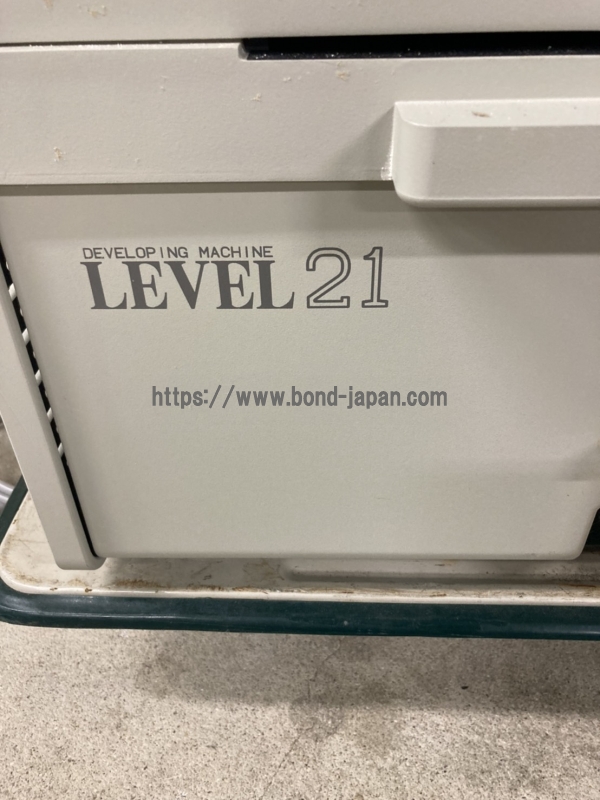 DEVELOPING MACHINE
LEVEL 21
https://www.bond-japan.com